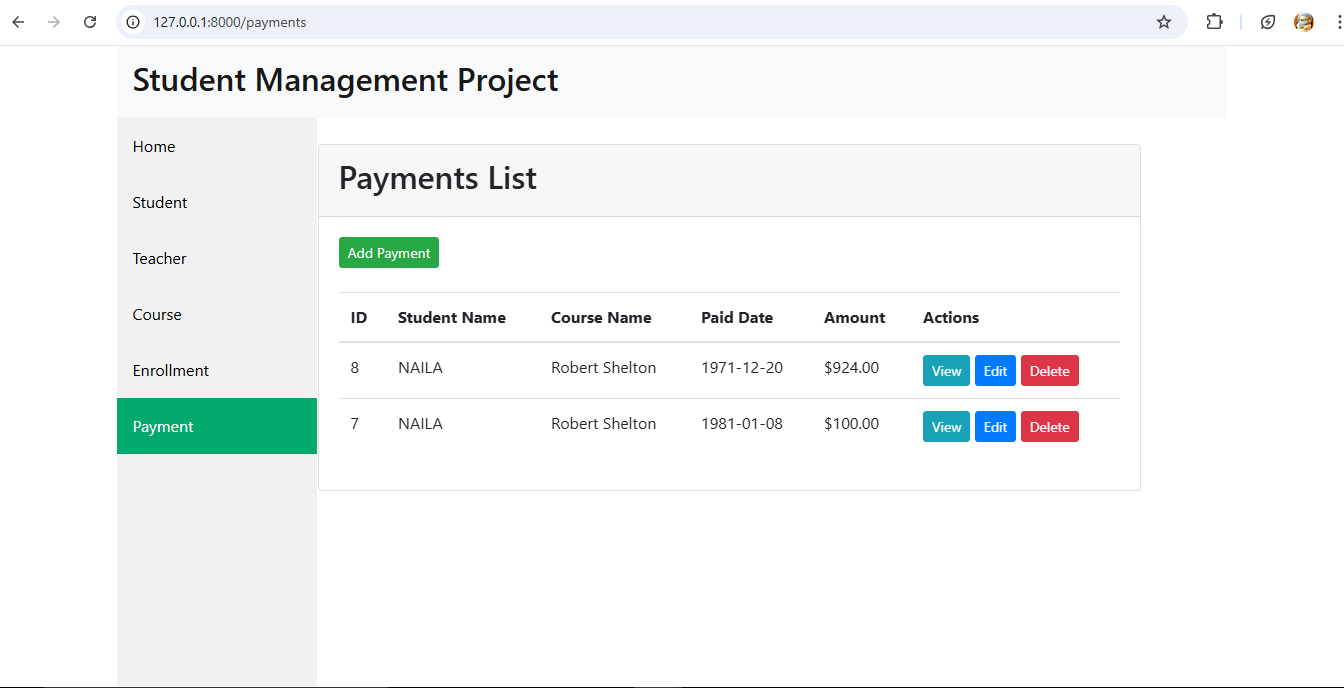 127.0.0.1:8000/payments
Student Management Project
Home
Student
Teacher
Course
Enrollment
Payment
Payments List
Add Payment
ID Student Name Course Name Paid Date Amount Actions
8 NAILA Robert Shelton 1971-12-20 $924.00 View Edit Delete
7 NAILA Robert Shelton 1981-01-08 $100.00 View Edit Delete